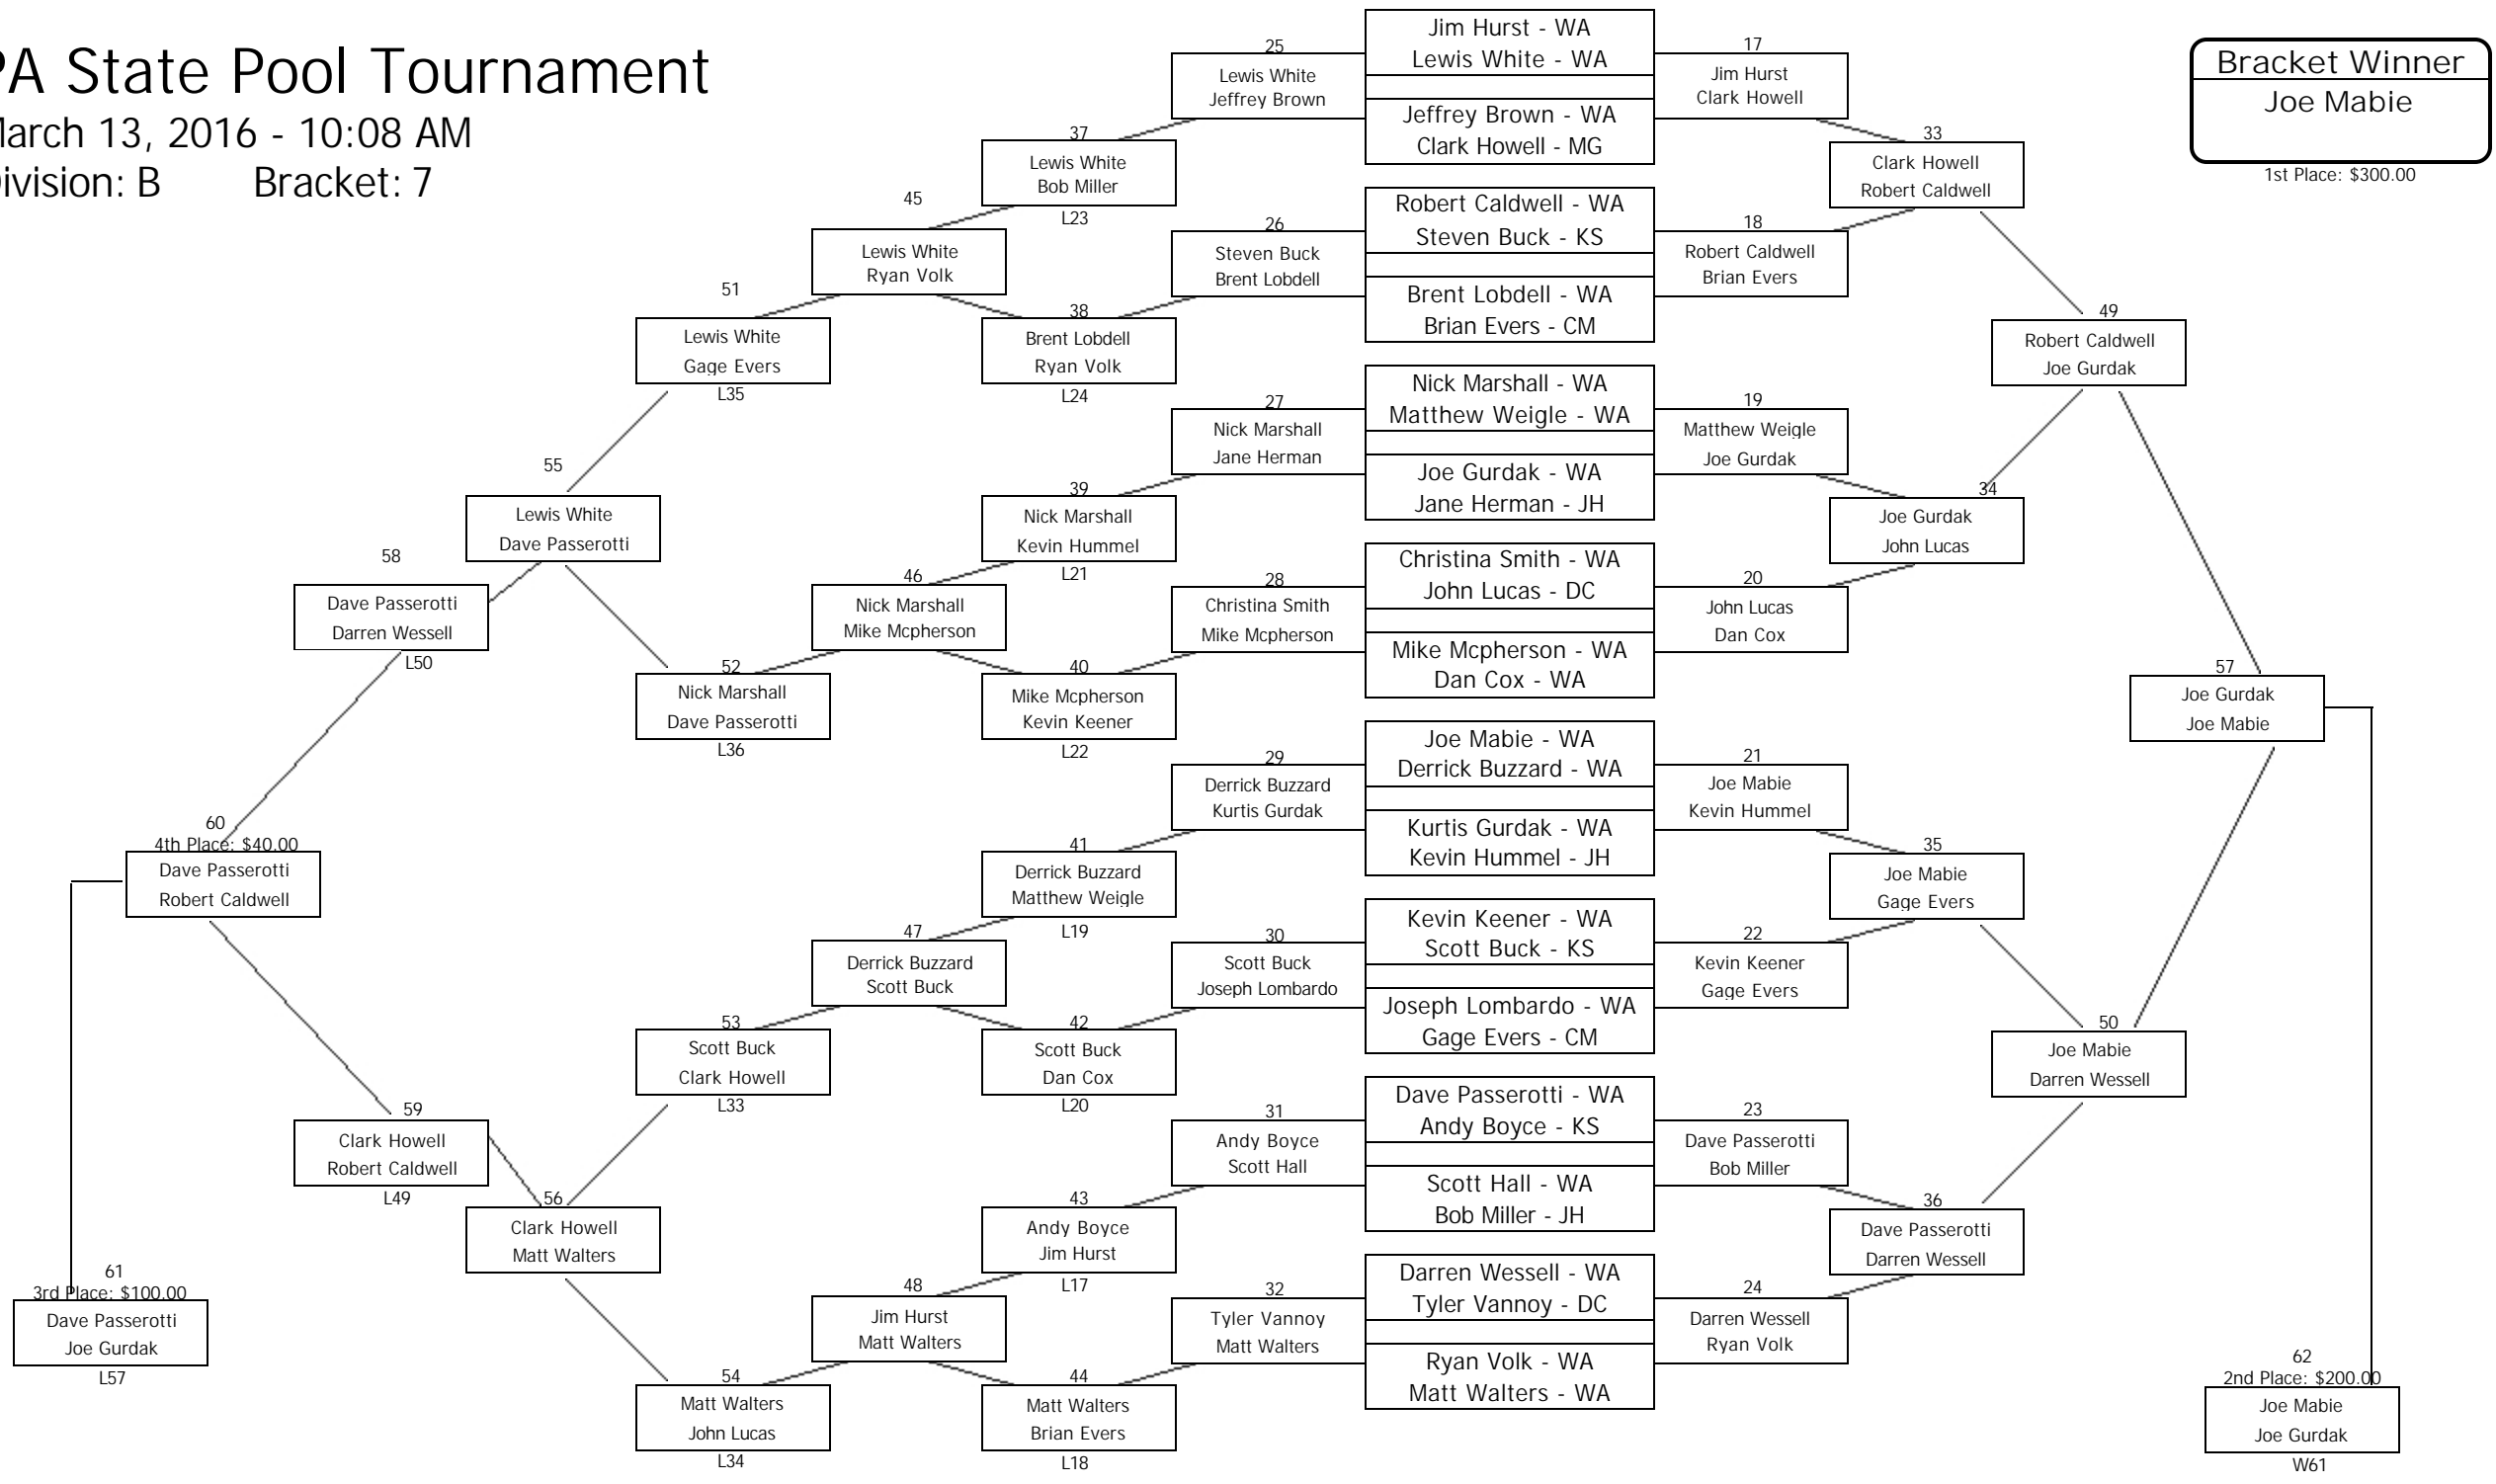 PA State Pool Tournament
March 13, 2016 - 10:08 AM
Division: B Bracket: 7
Bracket Winner
Joe Mabie
1st Place: $300.00
Jim Hurst - WA
Lewis White - WA
Jeffrey Brown - WA
Clark Howell - MG
Robert Caldwell - WA
Steven Buck - KS
Brent Lobdell - WA
Brian Evers - CM
Nick Marshall - WA
Matthew Weigle - WA
Joe Gurdak - WA
Jane Herman - JH
Christina Smith - WA
John Lucas - DC
Mike Mcpherson - WA
Dan Cox - WA
Joe Mabie - WA
Derrick Buzzard - WA
Kurtis Gurdak - WA
Kevin Hummel - JH
Kevin Keener - WA
Scott Buck - KS
Joseph Lombardo - WA
Gage Evers - CM
Dave Passerotti - WA
Andy Boyce - KS
Scott Hall - WA
Bob Miller - JH
Darren Wessell - WA
Tyler Vannoy - DC
Ryan Volk - WA
Matt Walters - WA
17
Jim Hurst
Clark Howell
18
Robert Caldwell
Brian Evers
19
Matthew Weigle
Joe Gurdak
20
John Lucas
Dan Cox
21
Joe Mabie
Kevin Hummel
22
Kevin Keener
Gage Evers
23
Dave Passerotti
Bob Miller
24
Darren Wessell
Ryan Volk
25
Lewis White
Jeffrey Brown
26
Steven Buck
Brent Lobdell
27
Nick Marshall
Jane Herman
28
Christina Smith
Mike Mcpherson
29
Derrick Buzzard
Kurtis Gurdak
30
Scott Buck
Joseph Lombardo
31
Andy Boyce
Scott Hall
32
Tyler Vannoy
Matt Walters
33
Clark Howell
Robert Caldwell
34
Joe Gurdak
John Lucas
35
Joe Mabie
Gage Evers
36
Dave Passerotti
Darren Wessell
37
Lewis White
Bob Miller
L23
38
Brent Lobdell
Ryan Volk
L24
39
Nick Marshall
Kevin Hummel
L21
40
Mike Mcpherson
Kevin Keener
L22
41
Derrick Buzzard
Matthew Weigle
L19
42
Scott Buck
Dan Cox
L20
43
Andy Boyce
Jim Hurst
L17
44
Matt Walters
Brian Evers
L18
45
Lewis White
Ryan Volk
46
Nick Marshall
Mike Mcpherson
47
Derrick Buzzard
Scott Buck
48
Jim Hurst
Matt Walters
49
Robert Caldwell
Joe Gurdak
50
Joe Mabie
Darren Wessell
51
Lewis White
Gage Evers
L35
52
Nick Marshall
Dave Passerotti
L36
53
Scott Buck
Clark Howell
L33
54
Matt Walters
John Lucas
L34
55
Lewis White
Dave Passerotti
56
Clark Howell
Matt Walters
57
Joe Gurdak
Joe Mabie
58
Dave Passerotti
Darren Wessell
L50
59
Clark Howell
Robert Caldwell
L49
60
4th Place: $40.00
Dave Passerotti
Robert Caldwell
61
3rd Place: $100.00
Dave Passerotti
Joe Gurdak
L57
62
2nd Place: $200.00
Joe Mabie
Joe Gurdak
W61